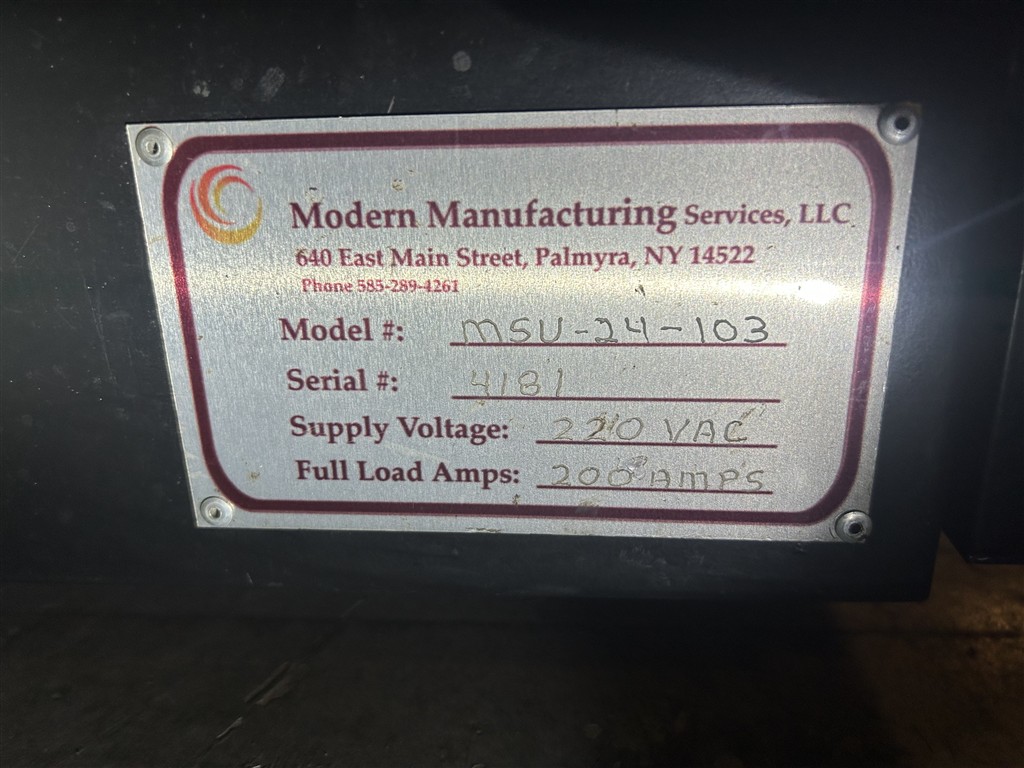 Modern Manufacturing Services, LLC
640 East Main Street, Palmyra, NY 14522
Phone 585-289-4261
Model #: MSU-24-103
Serial #: 4181
Supply Voltage: 220 VAC
Full Load Amps: 200 AMPS